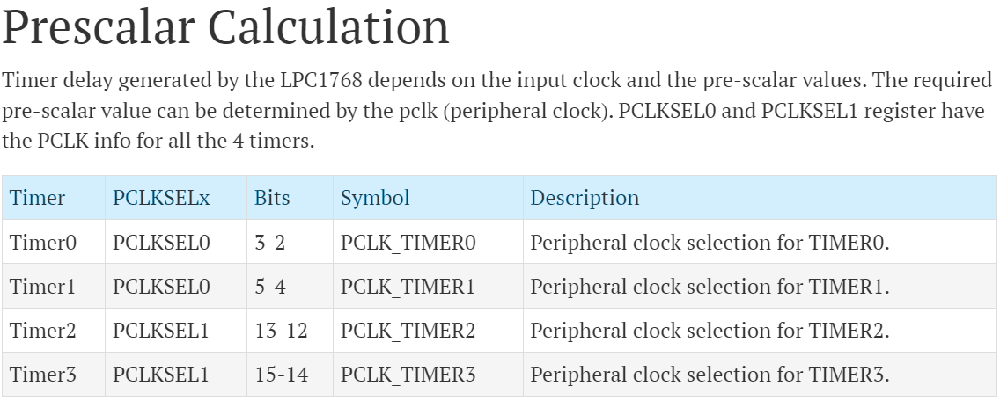 Prescalar Calculation
Timer delay generated by the LPC1768 depends on the input clock and the pre-scalar values. The required
pre-scalar value can be determined by the pclk (peripheral clock). PCLKSEL0 and PCLKSEL1 register have
the PCLK info for all the 4 timers.
Timer PCLKSELx Bits Symbol Description
Timer0 PCLKSEL0 3-2 PCLK_TIMER0 Peripheral clock selection for TIMER0.
Timer1 PCLKSEL0 5-4 PCLK_TIMER1 Peripheral clock selection for TIMER1.
Timer2 PCLKSEL1 13-12 PCLK_TIMER2 Peripheral clock selection for TIMER2.
Timer3 PCLKSEL1 15-14 PCLK_TIMER3 Peripheral clock selection for TIMER3.